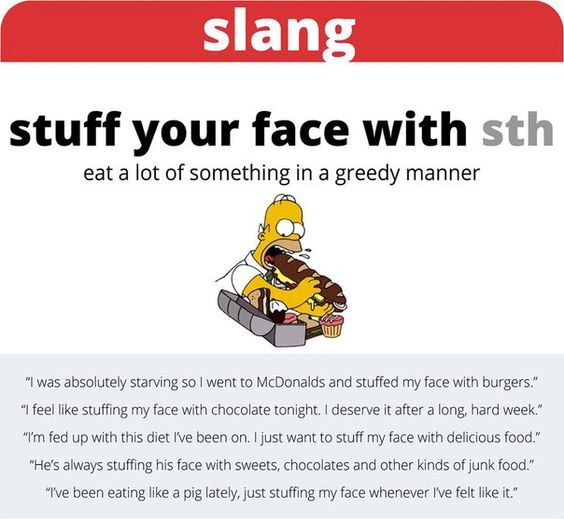 slang
stuff your face with sth
eat a lot of something in a greedy manner
“I was absolutely starving so I went to McDonalds and stuffed my face with burgers.”
“I feel like stuffing my face with chocolate tonight. I deserve it after a long, hard week.”
“I’m fed up with this diet I’ve been on. I just want to stuff my face with delicious food.”
“He’s always stuffing his face with sweets, chocolates and other kinds of junk food.”
“I’ve been eating like a pig lately, just stuffing my face whenever I’ve felt like it.”